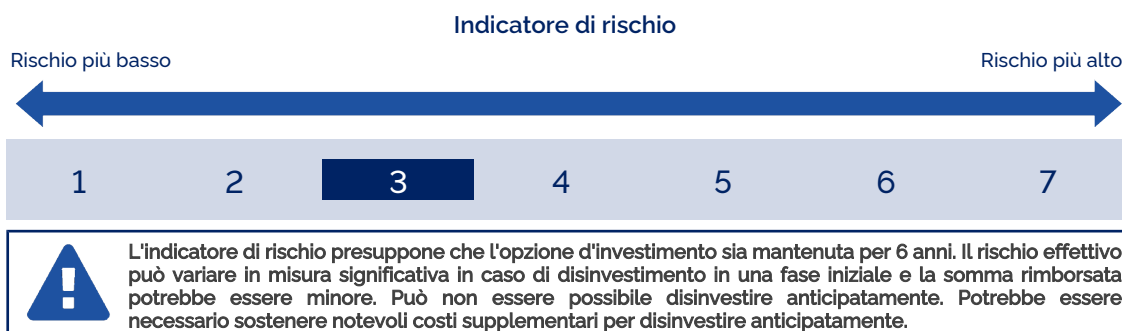 Indicatore di rischio
Rischio più basso Rischio più alto
1 2 3 4 5 6 7
L'indicatore di rischio presuppone che l'opzione d'investimento sia mantenuta per 6 anni. Il rischio effettivo
può variare in misura significativa in caso di disinvestimento in una fase iniziale e la somma rimborsata
potrebbe essere minore. Può non essere possibile disinvestire anticipatamente. Potrebbe essere
necessario sostenere notevoli costi supplementari per disinvestire anticipatamente.